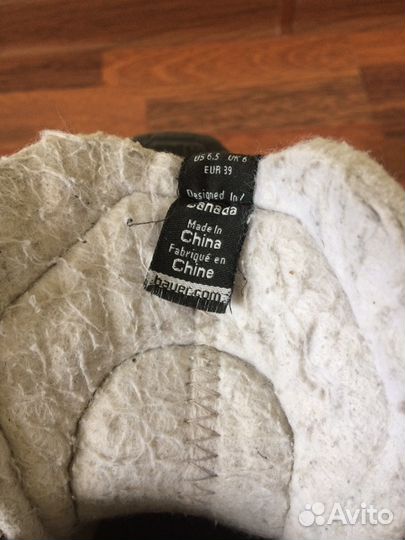 US 6.5 UK 6
EUR 39
Designed In/
Canada
Made In
China
Fabriqué en
Chine
bauer.com
Avito